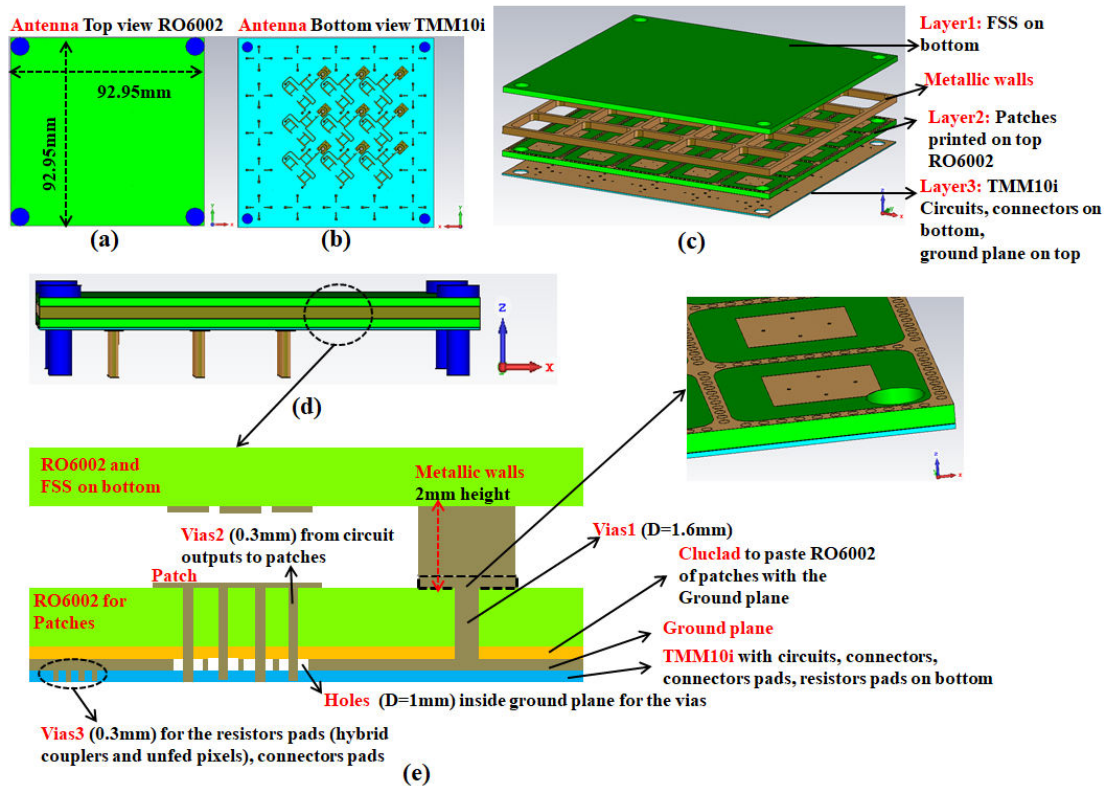 Antenna Top view RO6002
Antenna Bottom view TMM10i
92.95mm
92.95mm
(a)
(b)
(c)
Layer1: FSS on
bottom
Metallic walls
Layer2: Patches
printed on top
RO6002
Layer3: TMM10i
Circuits, connectors on
bottom,
ground plane on top
Z
X
(d)
RO6002 and
FSS on bottom
Metallic walls
2mm height
Vias2 (0.3mm) from circuit
outputs to patches
Patch
RO6002 for
Patches
Vias1 (D=1.6mm)
Cluclad to paste RO6002
of patches with the
Ground plane
Ground plane
TMM10i with circuits, connectors,
connectors pads, resistors pads on bottom
Holes (D=1mm) inside ground plane for the vias
Vias3 (0.3mm) for the resistors pads (hybrid
couplers and unfed pixels), connectors pads
(e)